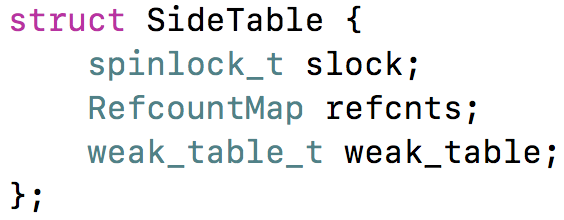 struct SideTable {
    spinlock_t slock;
    RefcountMap refcnts;
    weak_table_t weak_table;
};